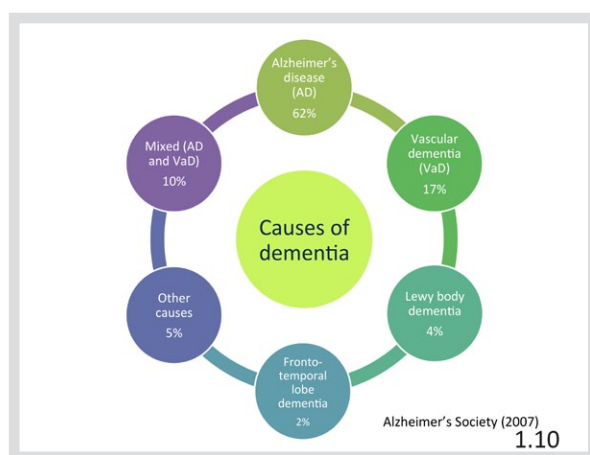 Alzheimer's
disease
(AD)
62%
Vascular
dementia
(VaD)
17%
Lewy body
dementia
4%
Fronto-
temporal
lobe
dementia
2%
Other
causes
5%
Mixed (AD
and VaD)
10%
Causes of
dementia
Alzheimer's Society (2007)
1.10